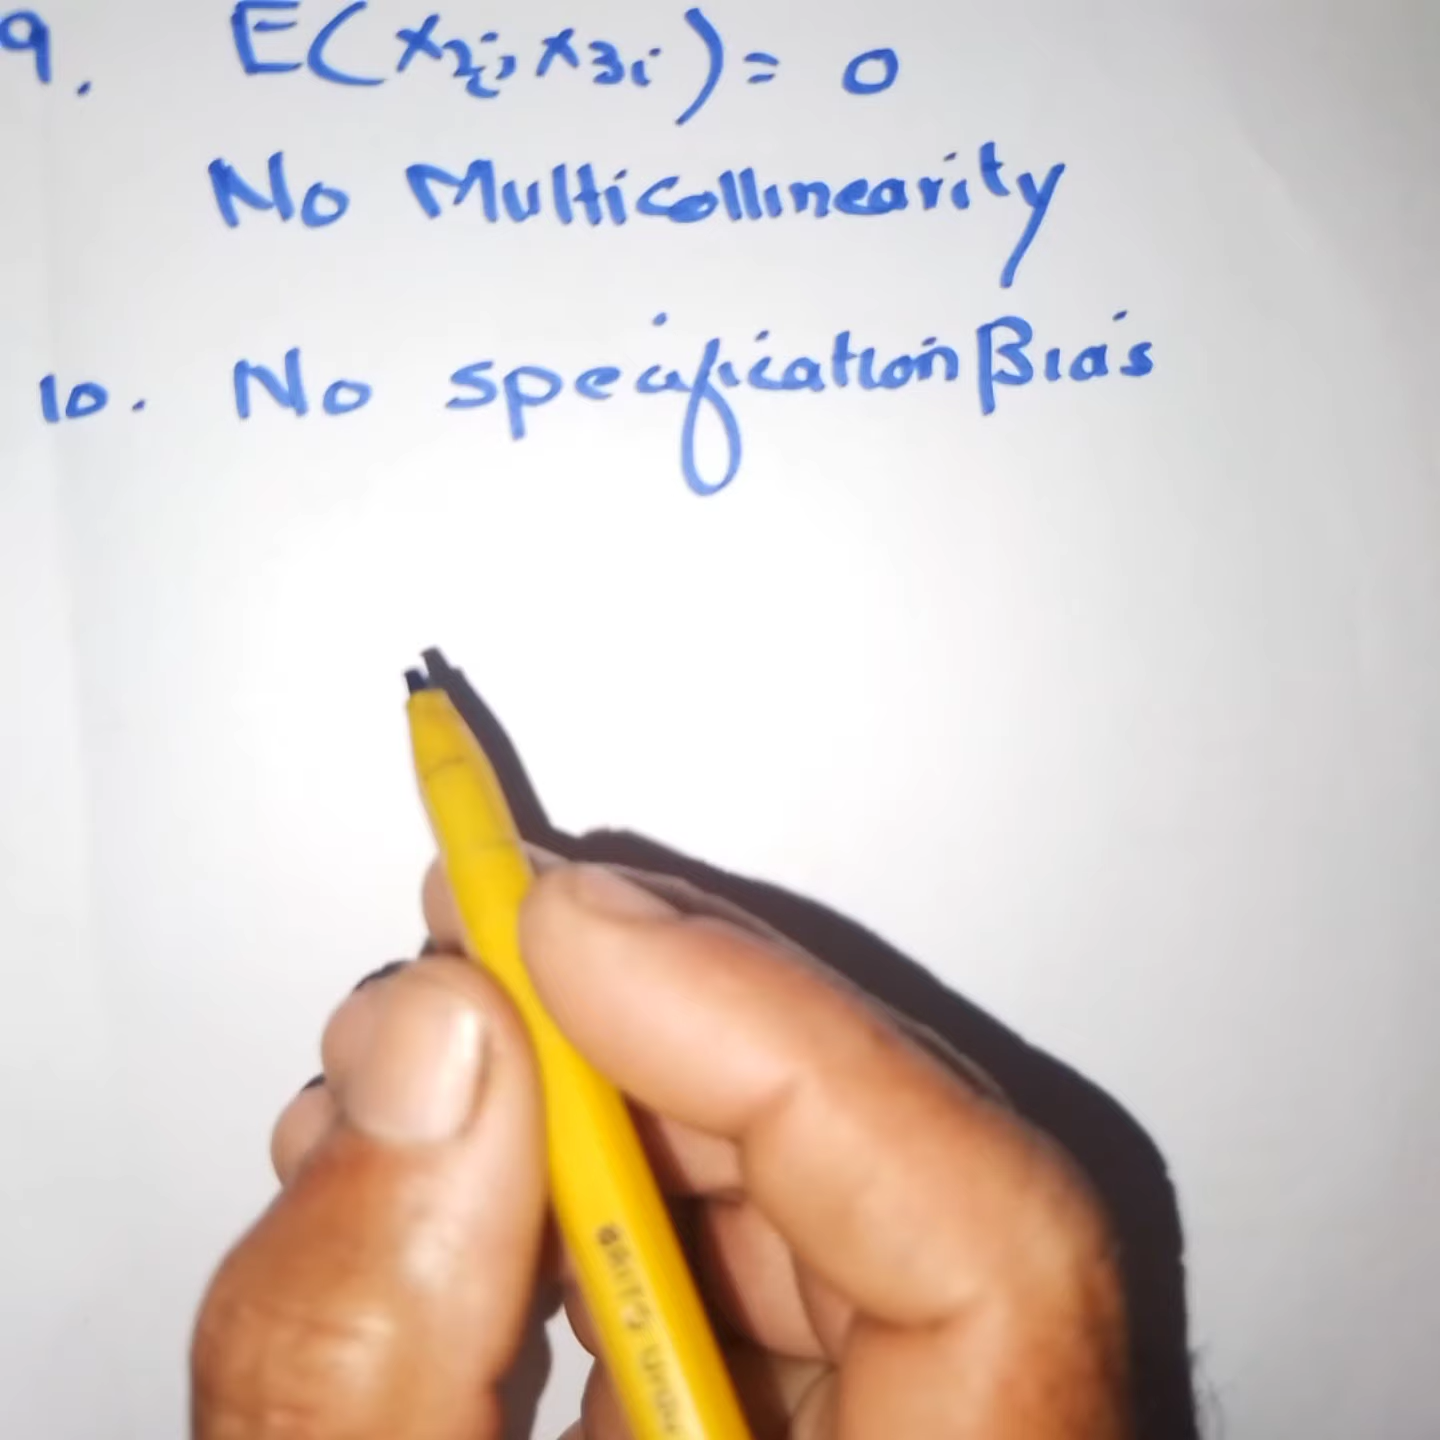 9. E(x2i, x3i) = 0
No Multicollinearity
10. No specification Bias